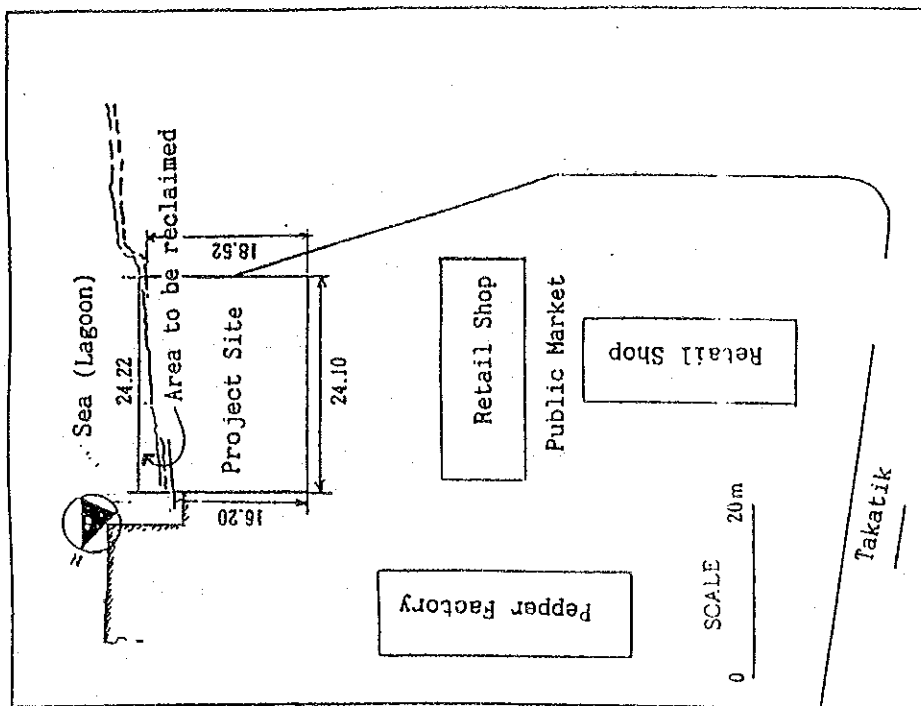 N
Sea (Lagoon)
24.22
Area to be reclaimed
18.52
Project Site
16.20
24.10
Retail Shop
Public Market
Retail Shop
Pepper Factory
SCALE
0 20m
Takatik